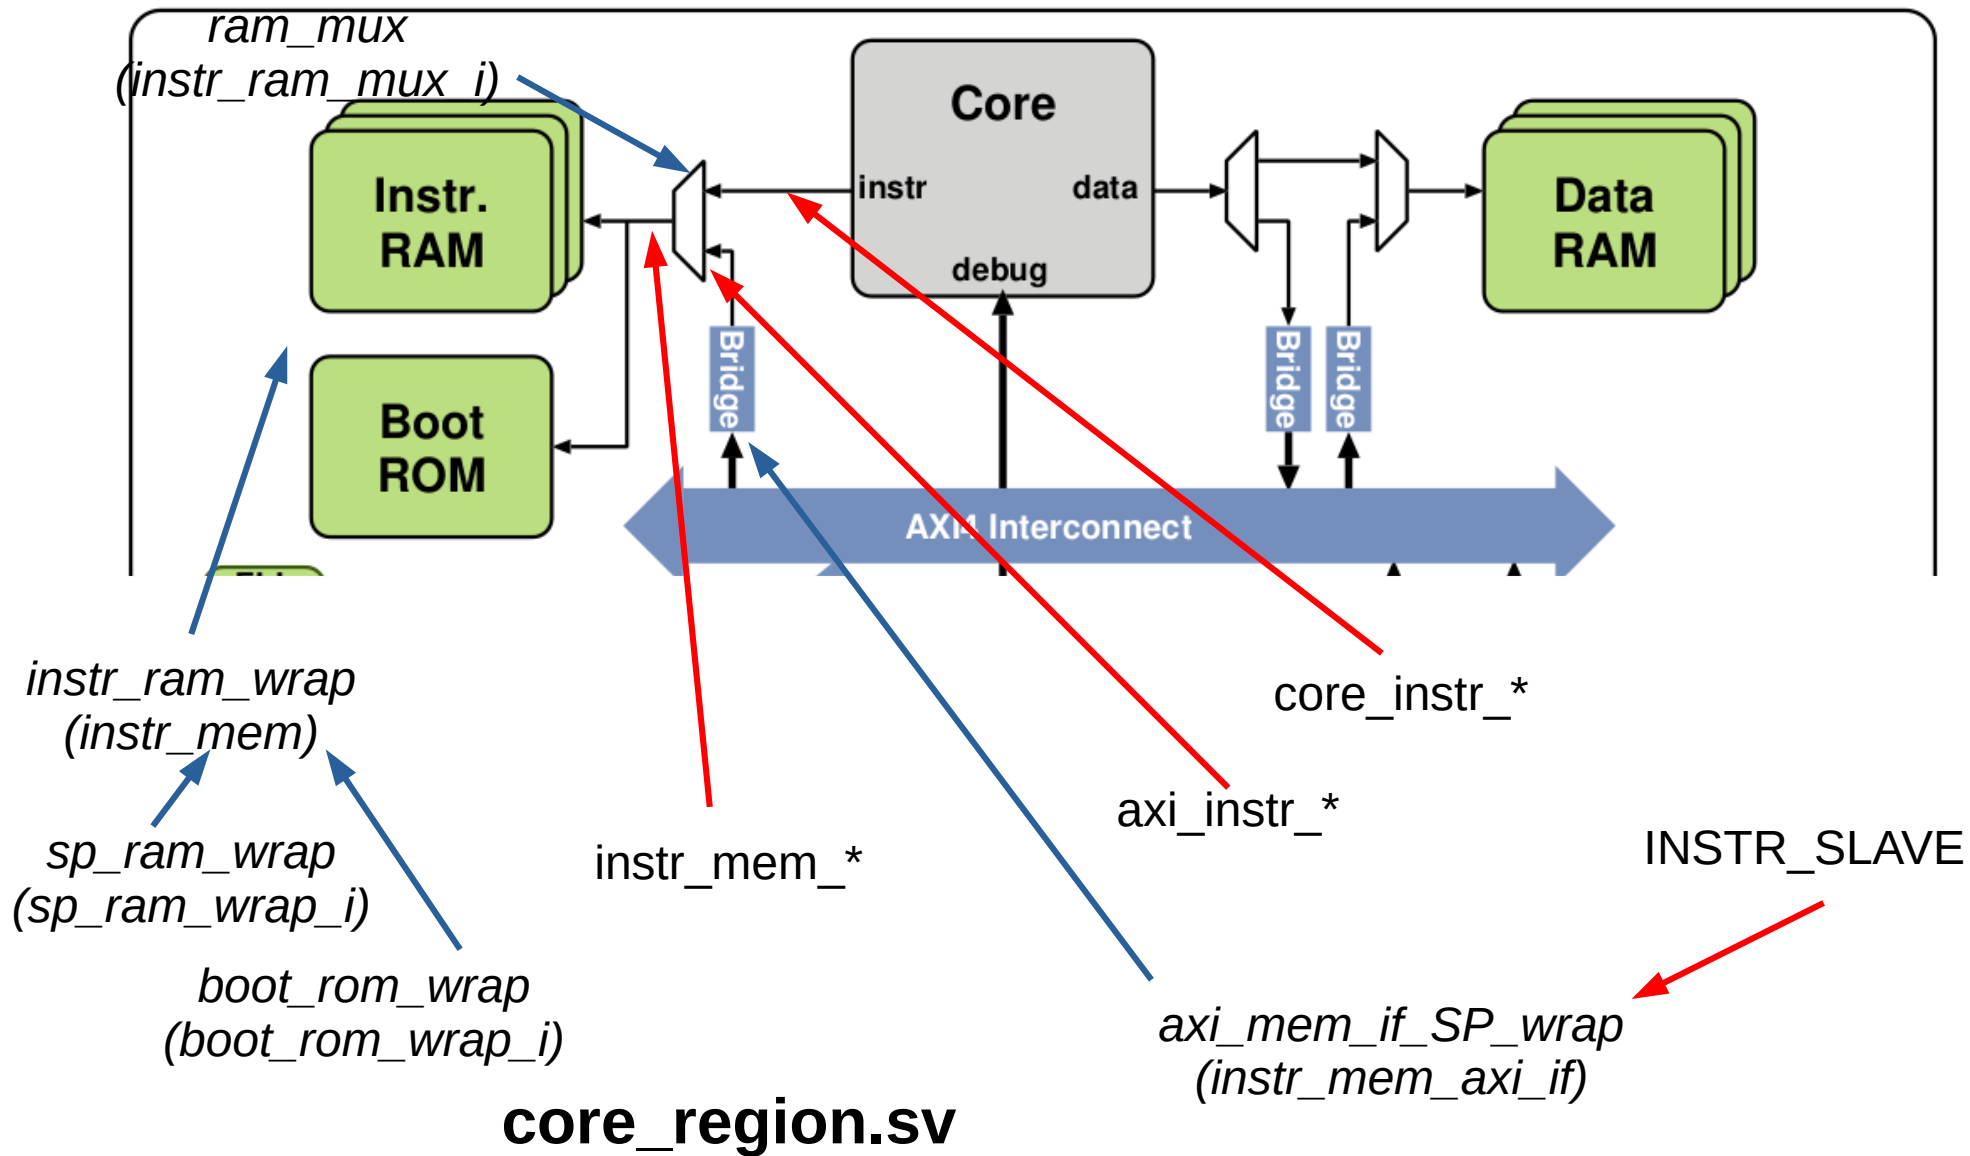 ram_mux
(instr_ram_mux_i)
Core
instr
data
debug
Instr.
RAM
Data
RAM
Bridge
Bridge
Bridge
Boot
ROM
AXI4 Interconnect
instr_ram_wrap
(instr_mem)
core_instr_*
axi_instr_*
sp_ram_wrap
(sp_ram_wrap_i)
instr_mem_*
INSTR_SLAVE
boot_rom_wrap
(boot_rom_wrap_i)
axi_mem_if_SP_wrap
(instr_mem_axi_if)
core_region.sv